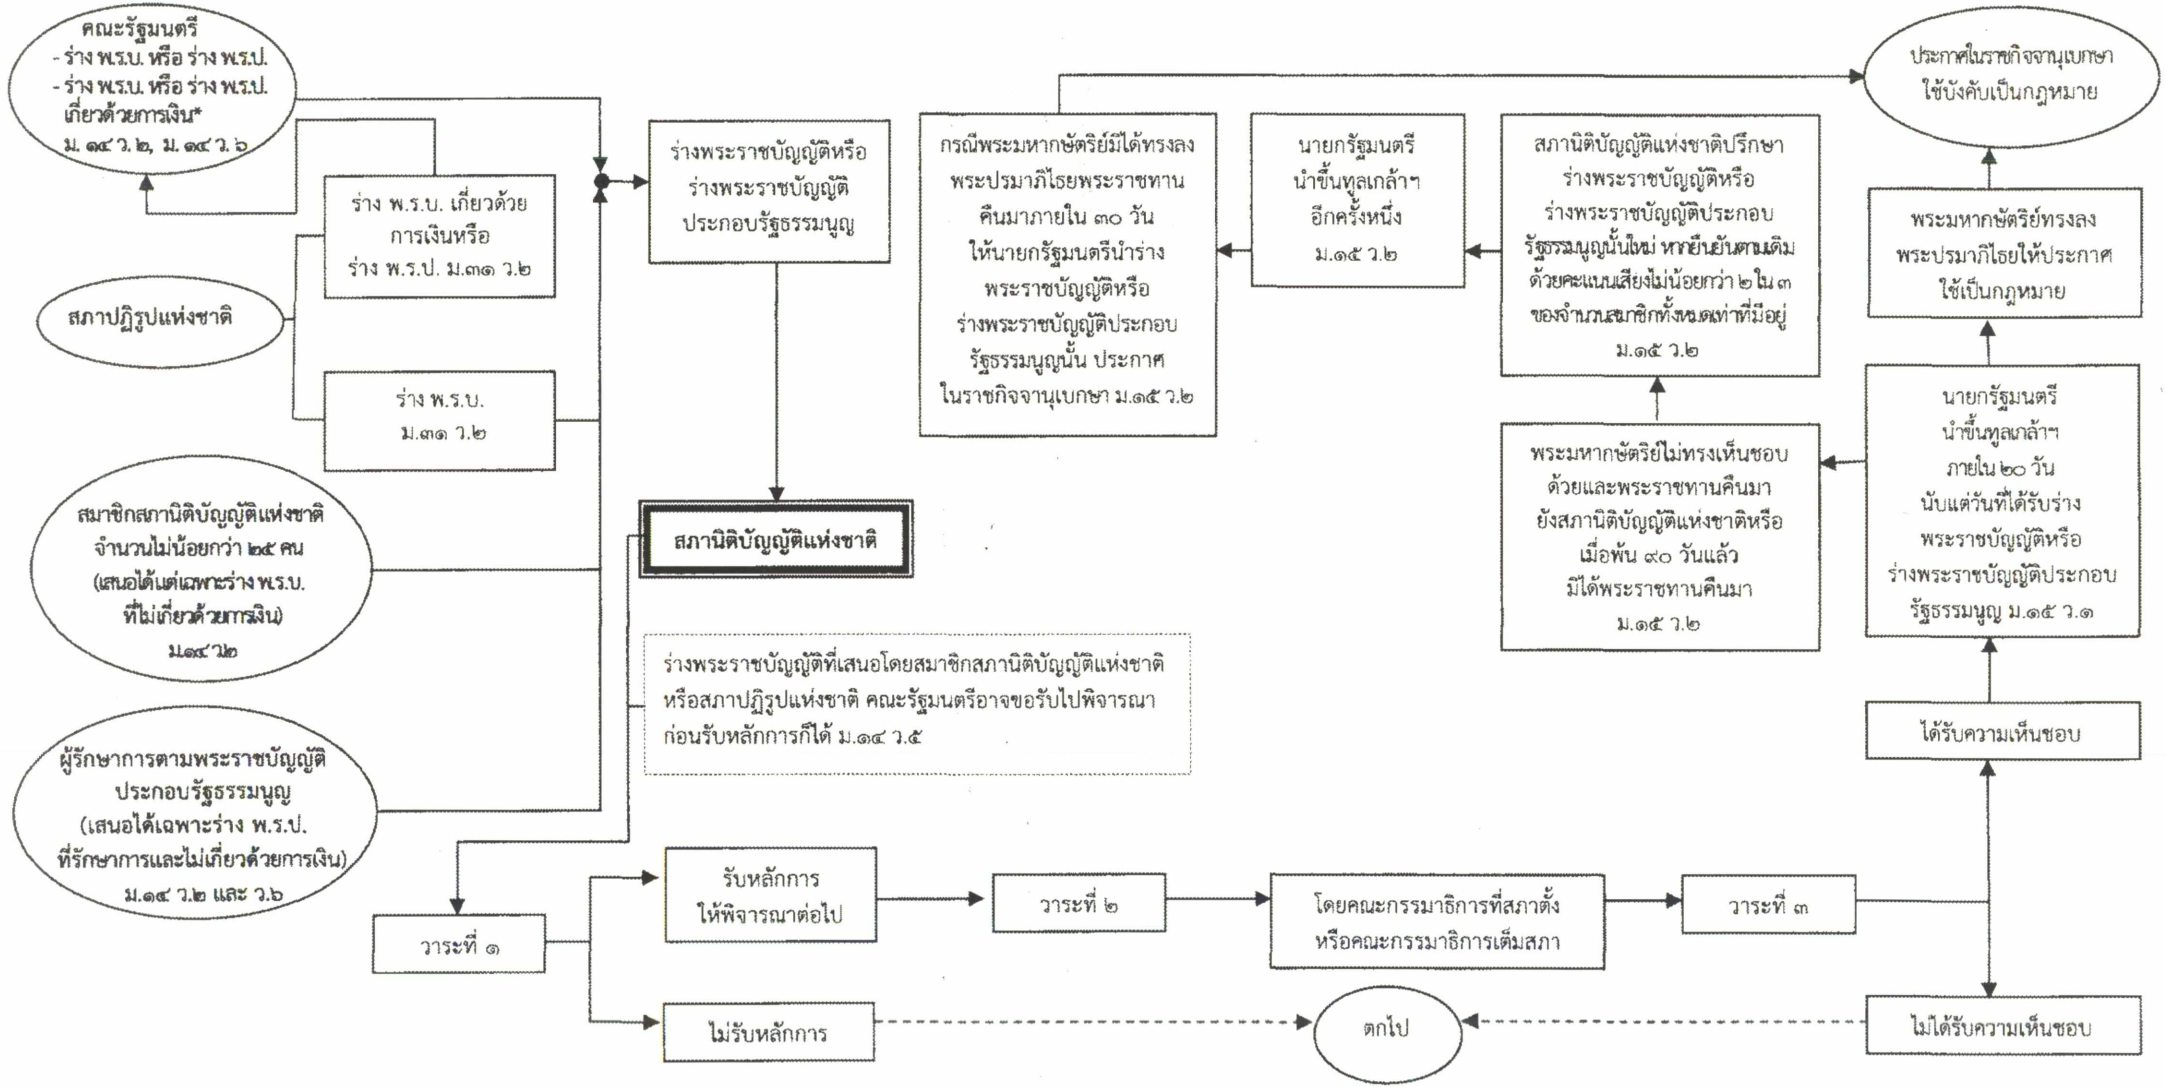 คณะรัฐมนตรี
- ร่าง พ.ร.บ. หรือ ร่าง พ.ร.ป.
- ร่าง พ.ร.บ. หรือ ร่าง พ.ร.ป.
เกี่ยวด้วยการเงิน*
ม. ๑๔ ว. ๒, ม. ๑๔ ว. ๖
ร่าง พ.ร.บ. เกี่ยวด้วย
การเงินหรือ
ร่าง พ.ร.ป. ม.๓๑ ว.๒
สภาปฏิรูปแห่งชาติ
ร่าง พ.ร.บ.
ม.๓๑ ว.๒
สมาชิกสภานิติบัญญัติแห่งชาติ
จำนวนไม่น้อยกว่า ๒๕ คน
(เสนอได้แต่เฉพาะร่าง พ.ร.บ.
ที่ไม่เกี่ยวด้วยการเงิน)
ม.๑๔ ว.๒
ผู้รักษาการตามพระราชบัญญัติ
ประกอบรัฐธรรมนูญ
(เสนอได้เฉพาะร่าง พ.ร.ป.
ที่รักษาการและไม่เกี่ยวด้วยการเงิน)
ม.๑๔ ว.๒ และ ว.๖
ร่างพระราชบัญญัติหรือ
ร่างพระราชบัญญัติ
ประกอบรัฐธรรมนูญ
สภานิติบัญญัติแห่งชาติ
ร่างพระราชบัญญัติที่เสนอโดยสมาชิกสภานิติบัญญัติแห่งชาติ
หรือสภาปฏิรูปแห่งชาติ คณะรัฐมนตรีอาจขอรับไปพิจารณา
ก่อนรับหลักการก็ได้ ม.๑๔ ว.๕
วาระที่ ๑
รับหลักการ
ให้พิจารณาต่อไป
ไม่รับหลักการ
วาระที่ ๒
โดยคณะกรรมาธิการที่สภาตั้ง
หรือคณะกรรมาธิการเต็มสภา
วาระที่ ๓
ตกไป
ไม่ได้รับความเห็นชอบ
ได้รับความเห็นชอบ
นายกรัฐมนตรี
นำขึ้นทูลเกล้าฯ
ภายใน ๒๐ วัน
นับแต่วันที่ได้รับร่าง
พระราชบัญญัติหรือ
ร่างพระราชบัญญัติประกอบ
รัฐธรรมนูญ ม.๑๕ ว.๑
พระมหากษัตริย์ทรงลง
พระปรมาภิไธยให้ประกาศ
ใช้เป็นกฎหมาย
ประกาศในราชกิจจานุเบกษา
ใช้บังคับเป็นกฎหมาย
พระมหากษัตริย์ไม่ทรงเห็นชอบ
ด้วยและพระราชทานคืนมา
ยังสภานิติบัญญัติแห่งชาติหรือ
เมื่อพ้น ๙๐ วันแล้ว
มิได้พระราชทานคืนมา
ม.๑๕ ว.๒
สภานิติบัญญัติแห่งชาติปรึกษา
ร่างพระราชบัญญัติหรือ
ร่างพระราชบัญญัติประกอบ
รัฐธรรมนูญนั้นใหม่ หากยืนยันตามเดิม
ด้วยคะแนนเสียงไม่น้อยกว่า ๒ ใน ๓
ของจำนวนสมาชิกทั้งหมดเท่าที่มีอยู่
ม.๑๕ ว.๒
นายกรัฐมนตรี
นำขึ้นทูลเกล้าฯ
อีกครั้งหนึ่ง
ม.๑๕ ว.๒
กรณีพระมหากษัตริย์มิได้ทรงลง
พระปรมาภิไธยพระราชทาน
คืนมาภายใน ๓๐ วัน
ให้นายกรัฐมนตรีนำร่าง
พระราชบัญญัติหรือ
ร่างพระราชบัญญัติประกอบ
รัฐธรรมนูญนั้น ประกาศ
ในราชกิจจานุเบกษา ม.๑๕ ว.๒